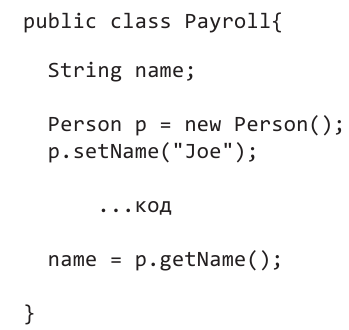 public class Payroll{
String name;
Person p = new Person();
p.setName("Joe");
...код
name = p.getName();
}